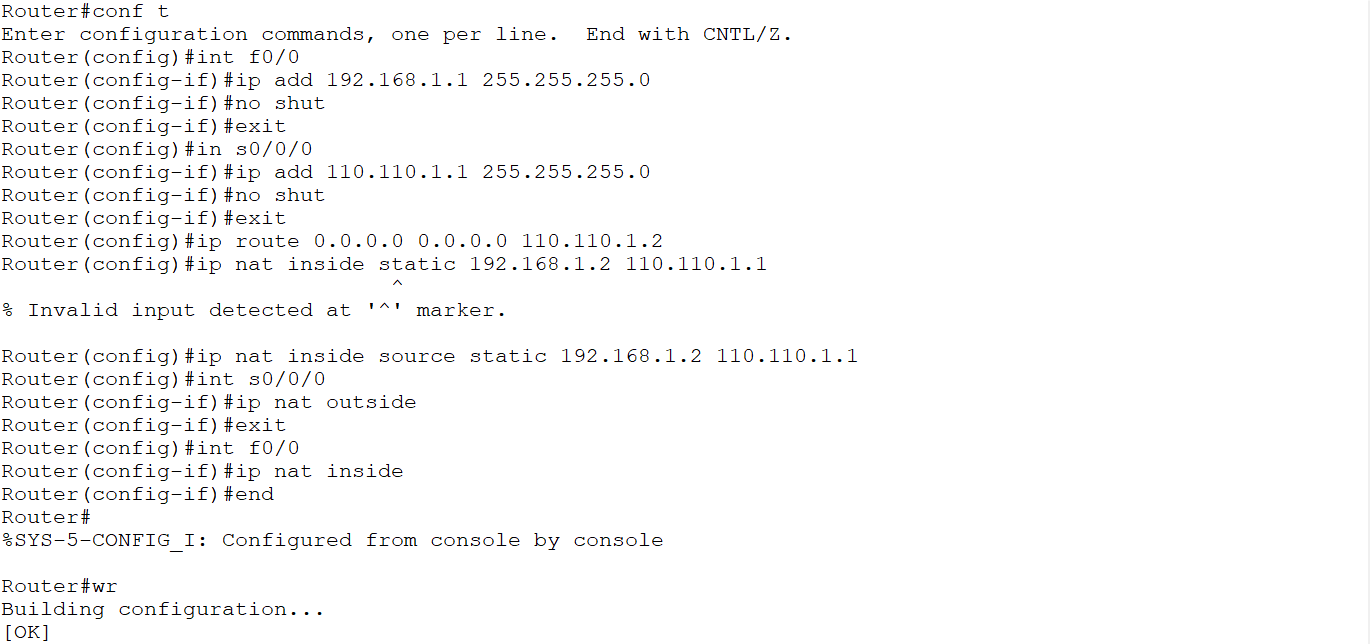 Router#conf t
Enter configuration commands, one per line.  End with CNTL/Z.
Router(config)#int f0/0
Router(config-if)#ip add 192.168.1.1 255.255.255.0
Router(config-if)#no shut
Router(config-if)#exit
Router(config)#in s0/0/0
Router(config-if)#ip add 110.110.1.1 255.255.255.0
Router(config-if)#no shut
Router(config-if)#exit
Router(config)#ip route 0.0.0.0 0.0.0.0 110.110.1.2
Router(config)#ip nat inside static 192.168.1.2 110.110.1.1
^
% Invalid input detected at '^' marker.
Router(config)#ip nat inside source static 192.168.1.2 110.110.1.1
Router(config)#int s0/0/0
Router(config-if)#ip nat outside
Router(config-if)#exit
Router(config)#int f0/0
Router(config-if)#ip nat inside
Router(config-if)#end
Router#
%SYS-5-CONFIG_I: Configured from console by console
Router#wr
Building configuration...
[OK]